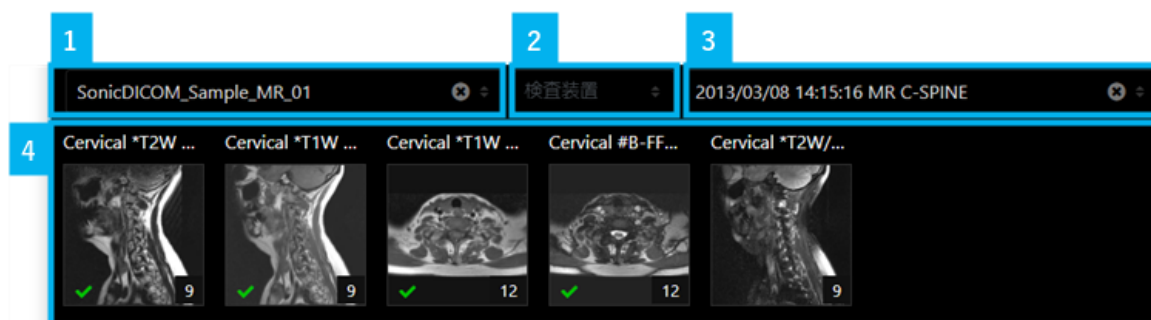 1
2
3
SonicDICOM_Sample_MR_01
検査装置
2013/03/08 14:15:16 MR C-SPINE
4
Cervical *T2W ...
Cervical *T1W ...
Cervical *T1W ...
Cervical #B-FF...
Cervical *T2W/...
9
9
12
12
9